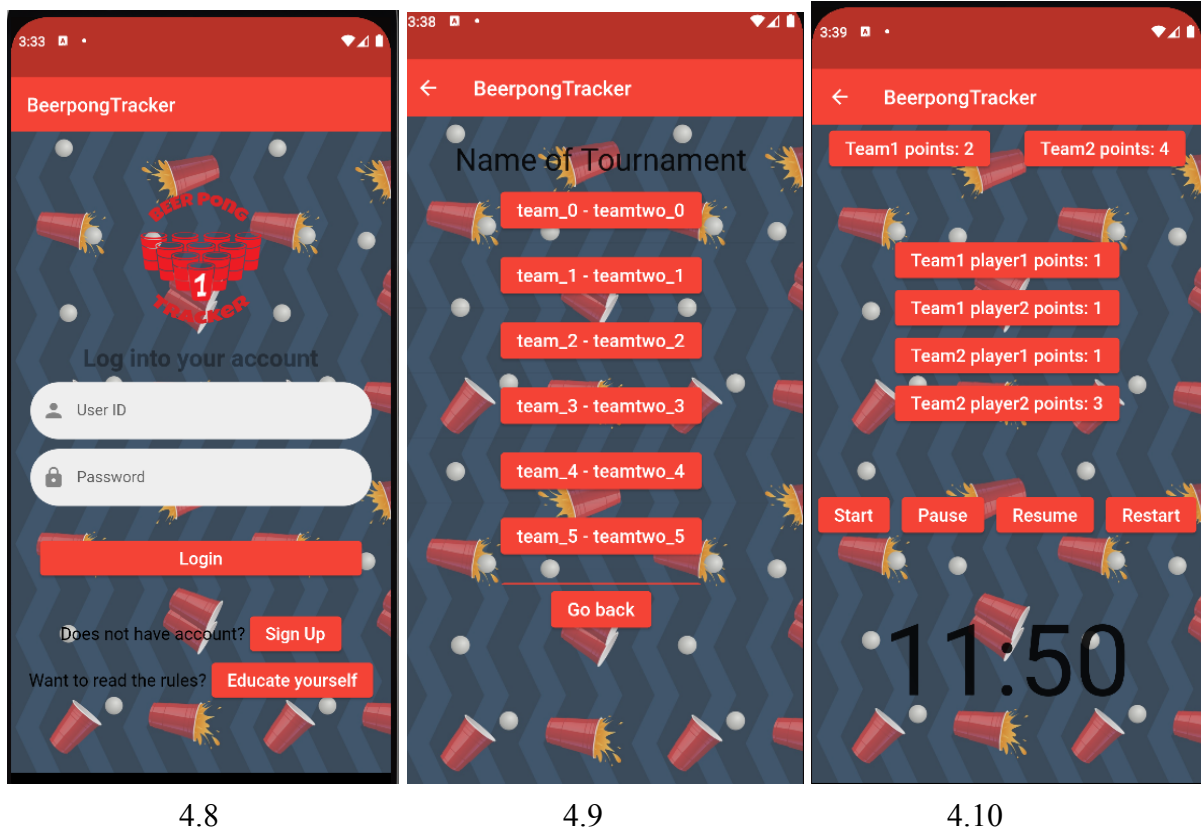 3:33 A
BeerpongTracker
BEER PONG
1
TRACKER
Log into your account
User ID
Password
Login
Does not have account? Sign Up
Want to read the rules? Educate yourself
4.8
3:38 A
BeerpongTracker
Name of Tournament
team_0 - teamtwo_0
team_1 - teamtwo_1
team_2 - teamtwo_2
team_3 - teamtwo_3
team_4 - teamtwo_4
team_5 - teamtwo_5
Go back
4.9
3:39 A
BeerpongTracker
Team1 points: 2 Team2 points: 4
Team1 player1 points: 1
Team1 player2 points: 1
Team2 player1 points: 1
Team2 player2 points: 3
Start Pause Resume Restart
11:50
4.10